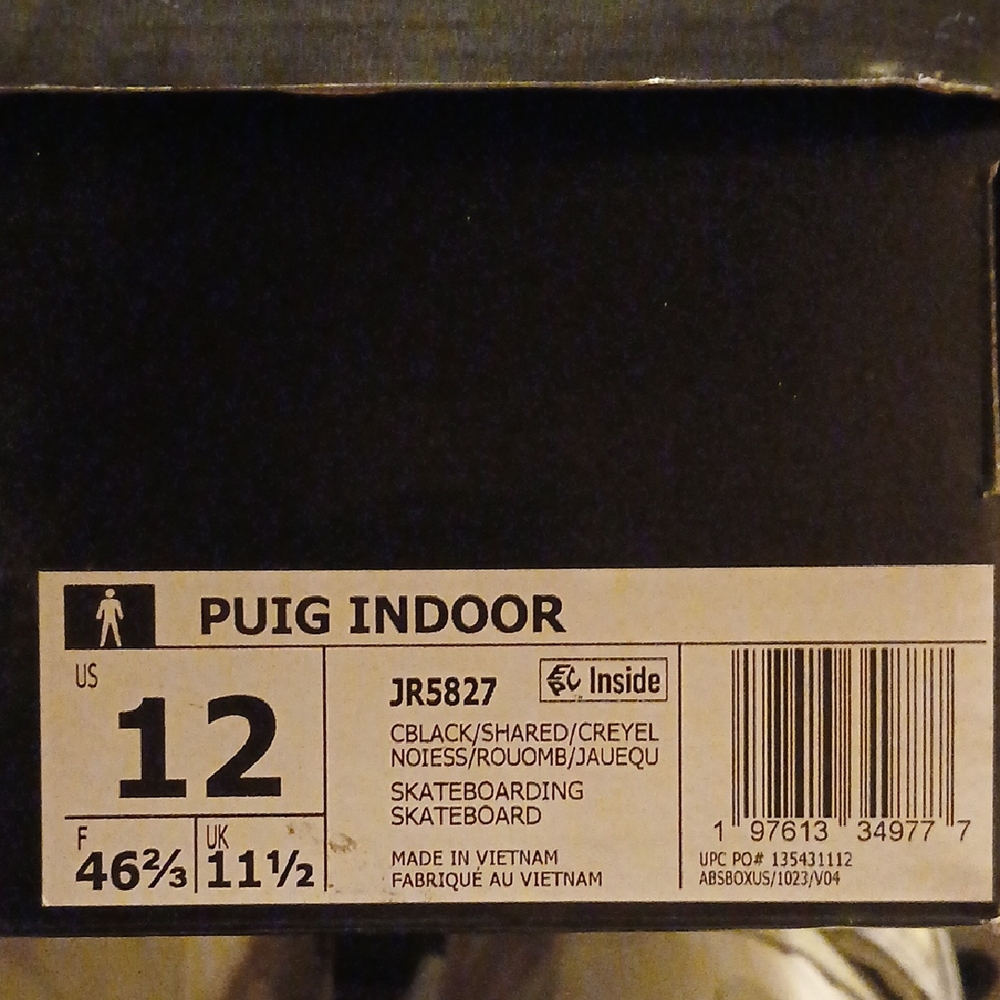 PUIG INDOOR
US
12
F
46⅔
UK
11½
JR5827
Inside
CBLACK/SHARED/CREYEL
NOIESS/ROUOMB/JAUEQU
SKATEBOARDING
SKATEBOARD
MADE IN VIETNAM
FABRIQUÉ AU VIETNAM
1 97613 34977 7
UPC PO# 135431112
ABSBOXUS/1023/V04